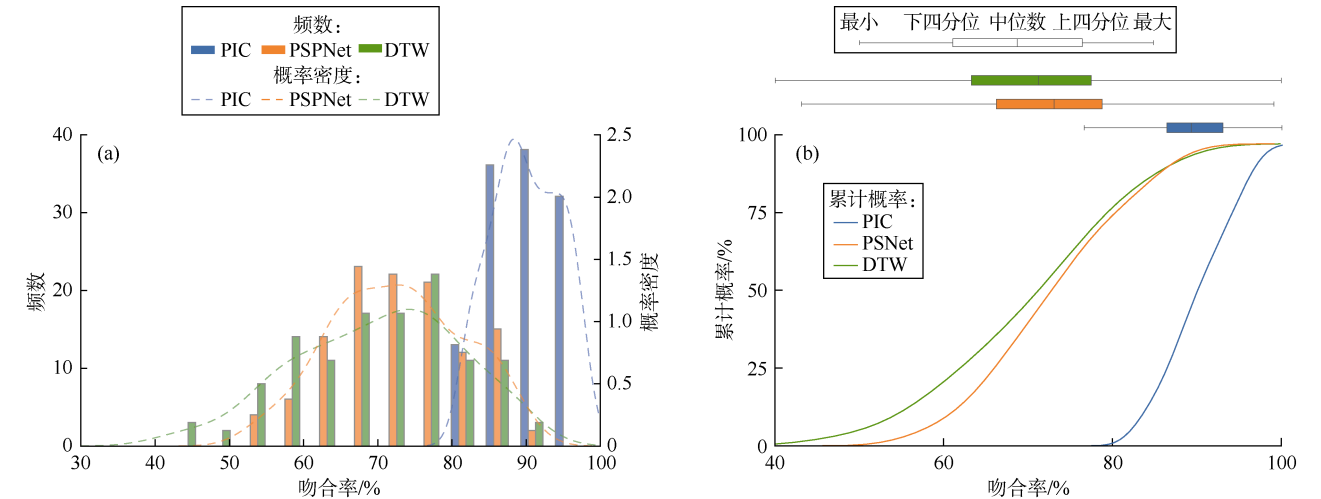 频数：
PIC PSPNet DTW
概率密度：
PIC PSPNet DTW
(a)
40
30
20
10
0
频数
2.5
2.0
1.5
1.0
0.5
0
概率密度
30 40 50 60 70 80 90 100
吻合率/%
最小 下四分位 中位数 上四分位 最大
(b)
累计概率：
PIC
PSNet
DTW
100
75
50
25
0
累计概率/%
40 60 80 100
吻合率/%